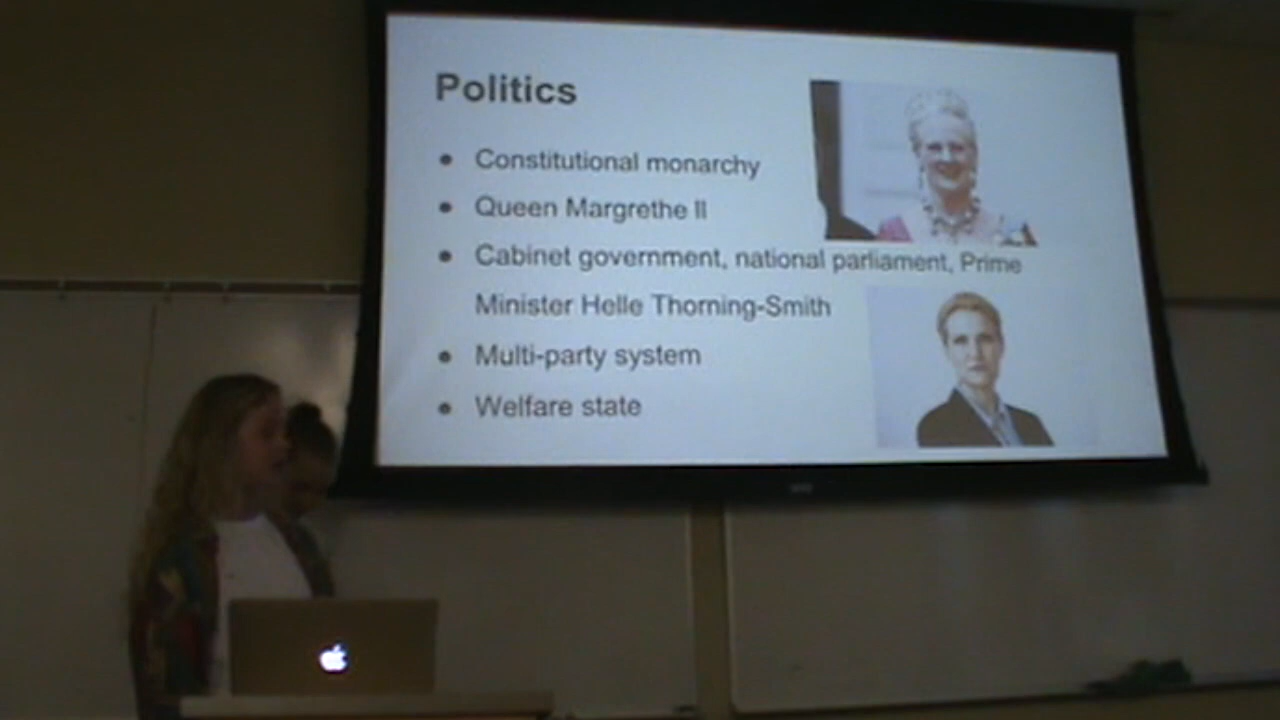 Politics
• Constitutional monarchy
• Queen Margrethe II
• Cabinet government, national parliament, Prime
Minister Helle Thorning-Smith
• Multi-party system
• Welfare state